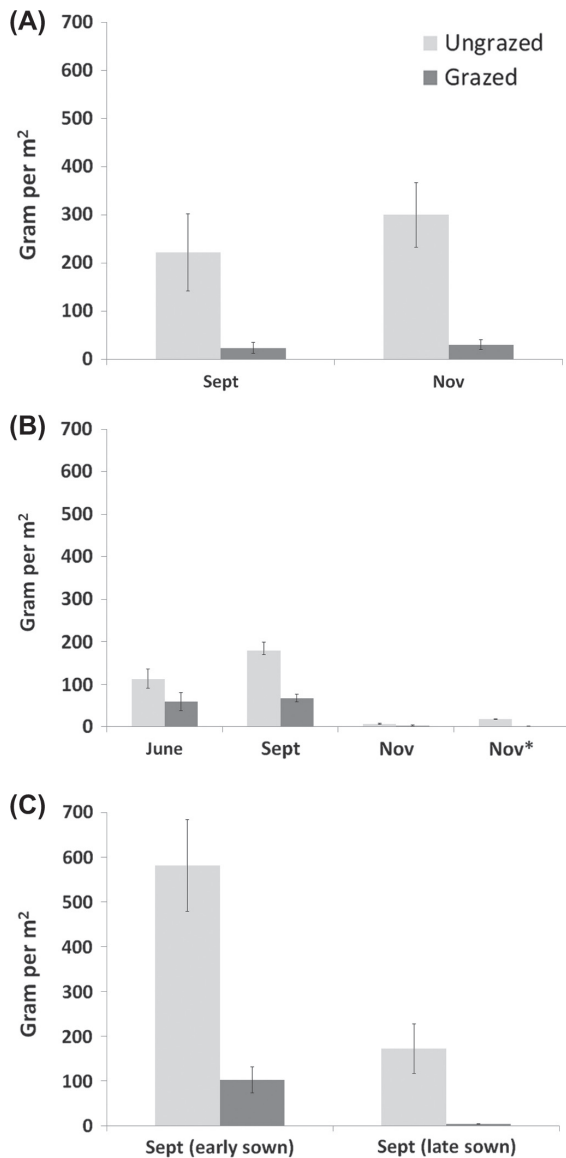 (A)
700
600
500
400
300
200
100
0
Gram per m²
Ungrazed
Grazed
Sept Nov
(B)
700
600
500
400
300
200
100
0
Gram per m²
June Sept Nov Nov*
(C)
700
600
500
400
300
200
100
0
Gram per m²
Sept (early sown) Sept (late sown)